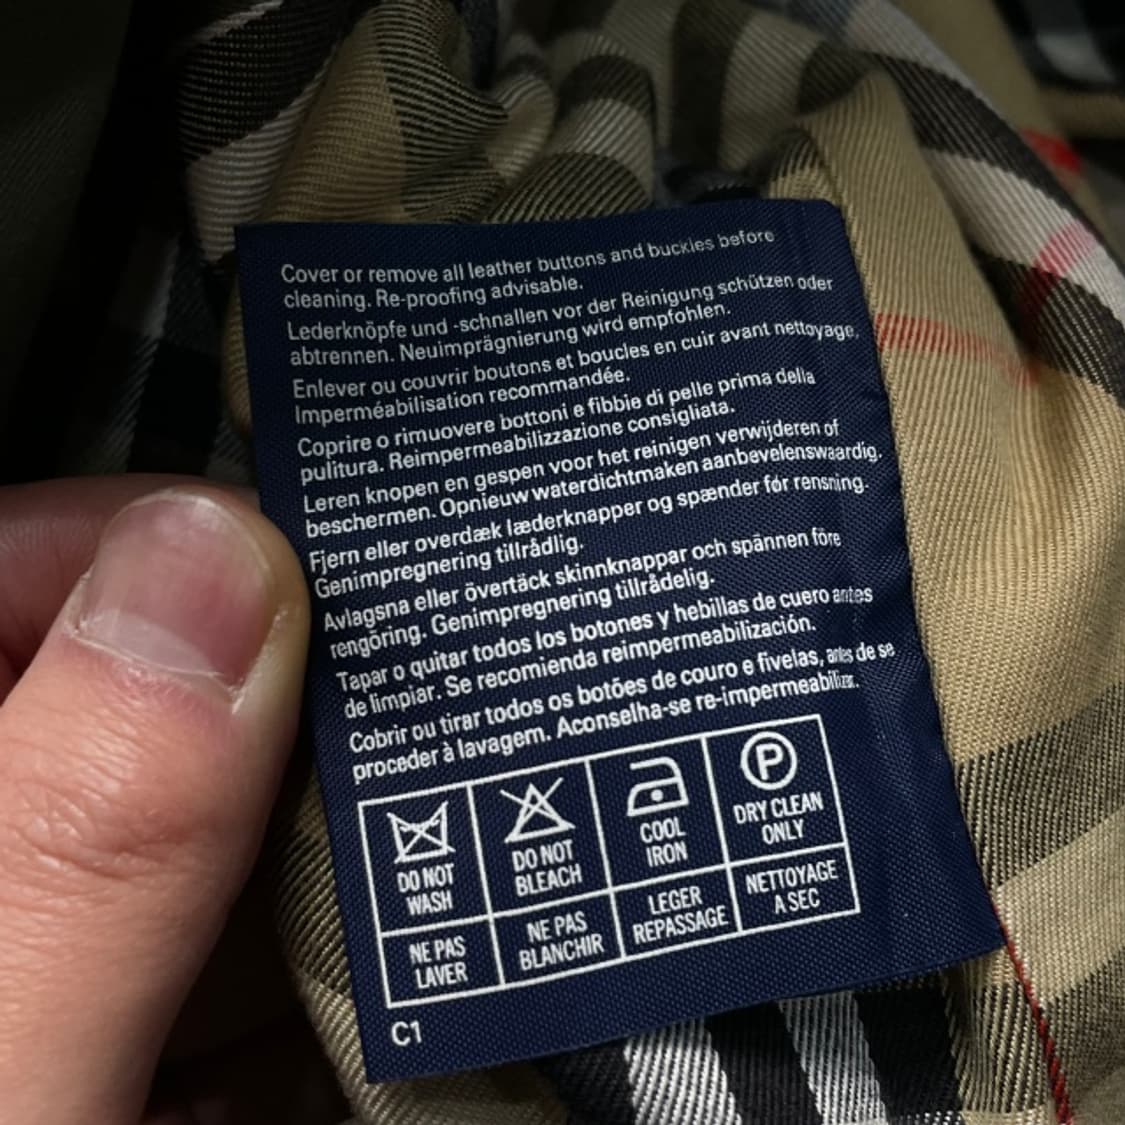 Cover or remove all leather buttons and buckles before
cleaning. Re-proofing advisable.
Lederknöpfe und -schnallen vor der Reinigung schützen oder
abtrennen. Neuimprägnierung wird empfohlen.
Enlever ou couvrir boutons et boucles en cuir avant nettoyage,
Imperméabilisation recommandée.
Coprire o rimuovere bottoni e fibbie di pelle prima della
pulitura. Reimpermeabilizzazione consigliata.
Leren knopen en gespen voor het reinigen verwijderen of
beschermen. Opnieuw waterdichtmaken aanbevelenswaardig.
Fjern eller overdæk læderknapper og spænder før rensning.
Genimpregnering tillrådlig.
Avlagsna eller övertäck skinnknappar och spännen före
rengöring. Genimpregnering tillrådelig.
Tapar o quitar todos los botones y hebillas de cuero antes
de limpiar. Se recomienda reimpermeabilización.
Cobrir ou tirar todos os botões de couro e fivelas, antes de se
proceder à lavagem. Aconselha-se re-impermeabilizar.
P
DO NOT
WASH
DO NOT
BLEACH
COOL
IRON
DRY CLEAN
ONLY
NE PAS
LAVER
NE PAS
BLANCHIR
LEGER
REPASSAGE
NETTOYAGE
A SEC
C1